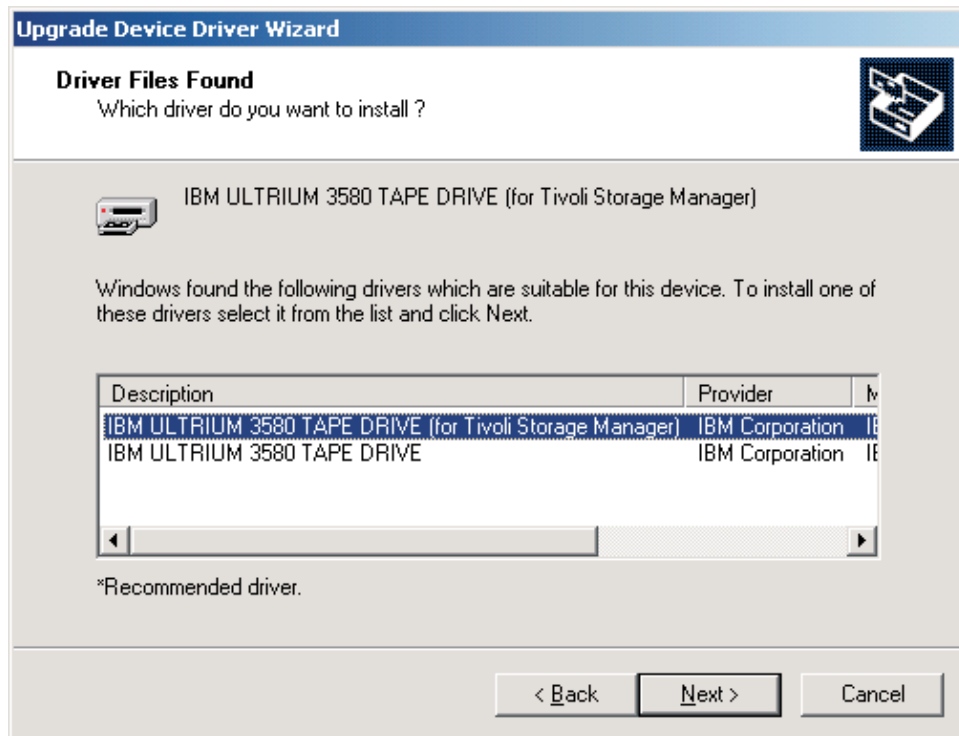 Upgrade Device Driver Wizard
Driver Files Found
Which driver do you want to install ?
IBM ULTRIUM 3580 TAPE DRIVE (for Tivoli Storage Manager)
Windows found the following drivers which are suitable for this device. To install one of
these drivers select it from the list and click Next.
Description Provider
IBM ULTRIUM 3580 TAPE DRIVE (for Tivoli Storage Manager) IBM Corporation
IBM ULTRIUM 3580 TAPE DRIVE IBM Corporation
*Recommended driver.
< Back Next > Cancel